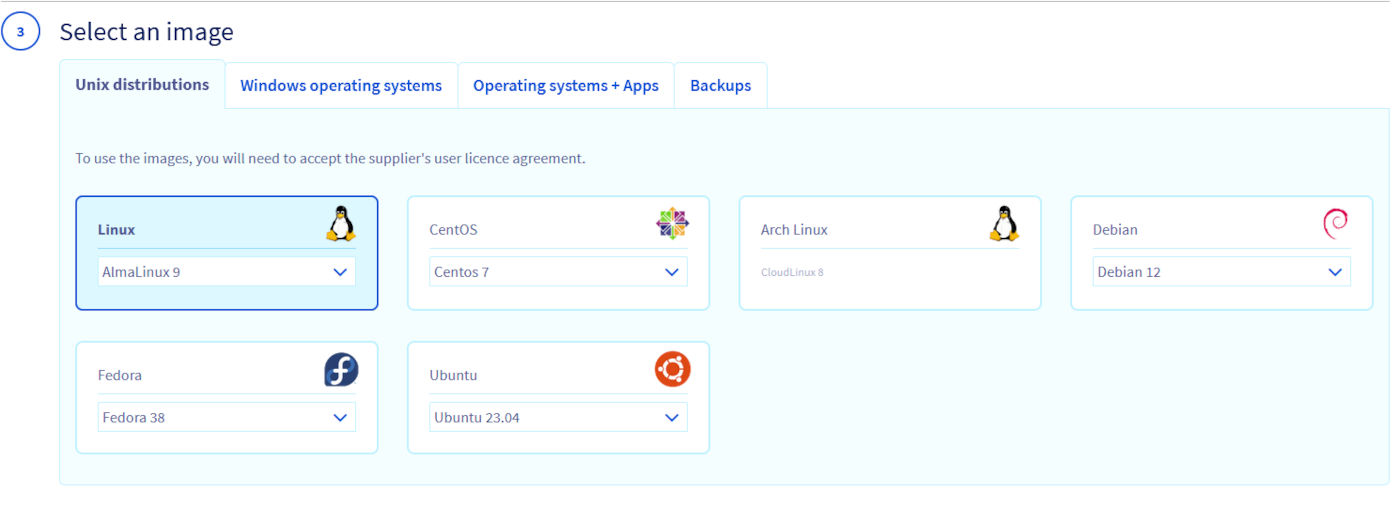 3
Select an image
Unix distributions
Windows operating systems
Operating systems + Apps
Backups
To use the images, you will need to accept the supplier's user licence agreement.
Linux
AlmaLinux 9
CentOS
Centos 7
Arch Linux
CloudLinux 8
Debian
Debian 12
Fedora
Fedora 38
Ubuntu
Ubuntu 23.04